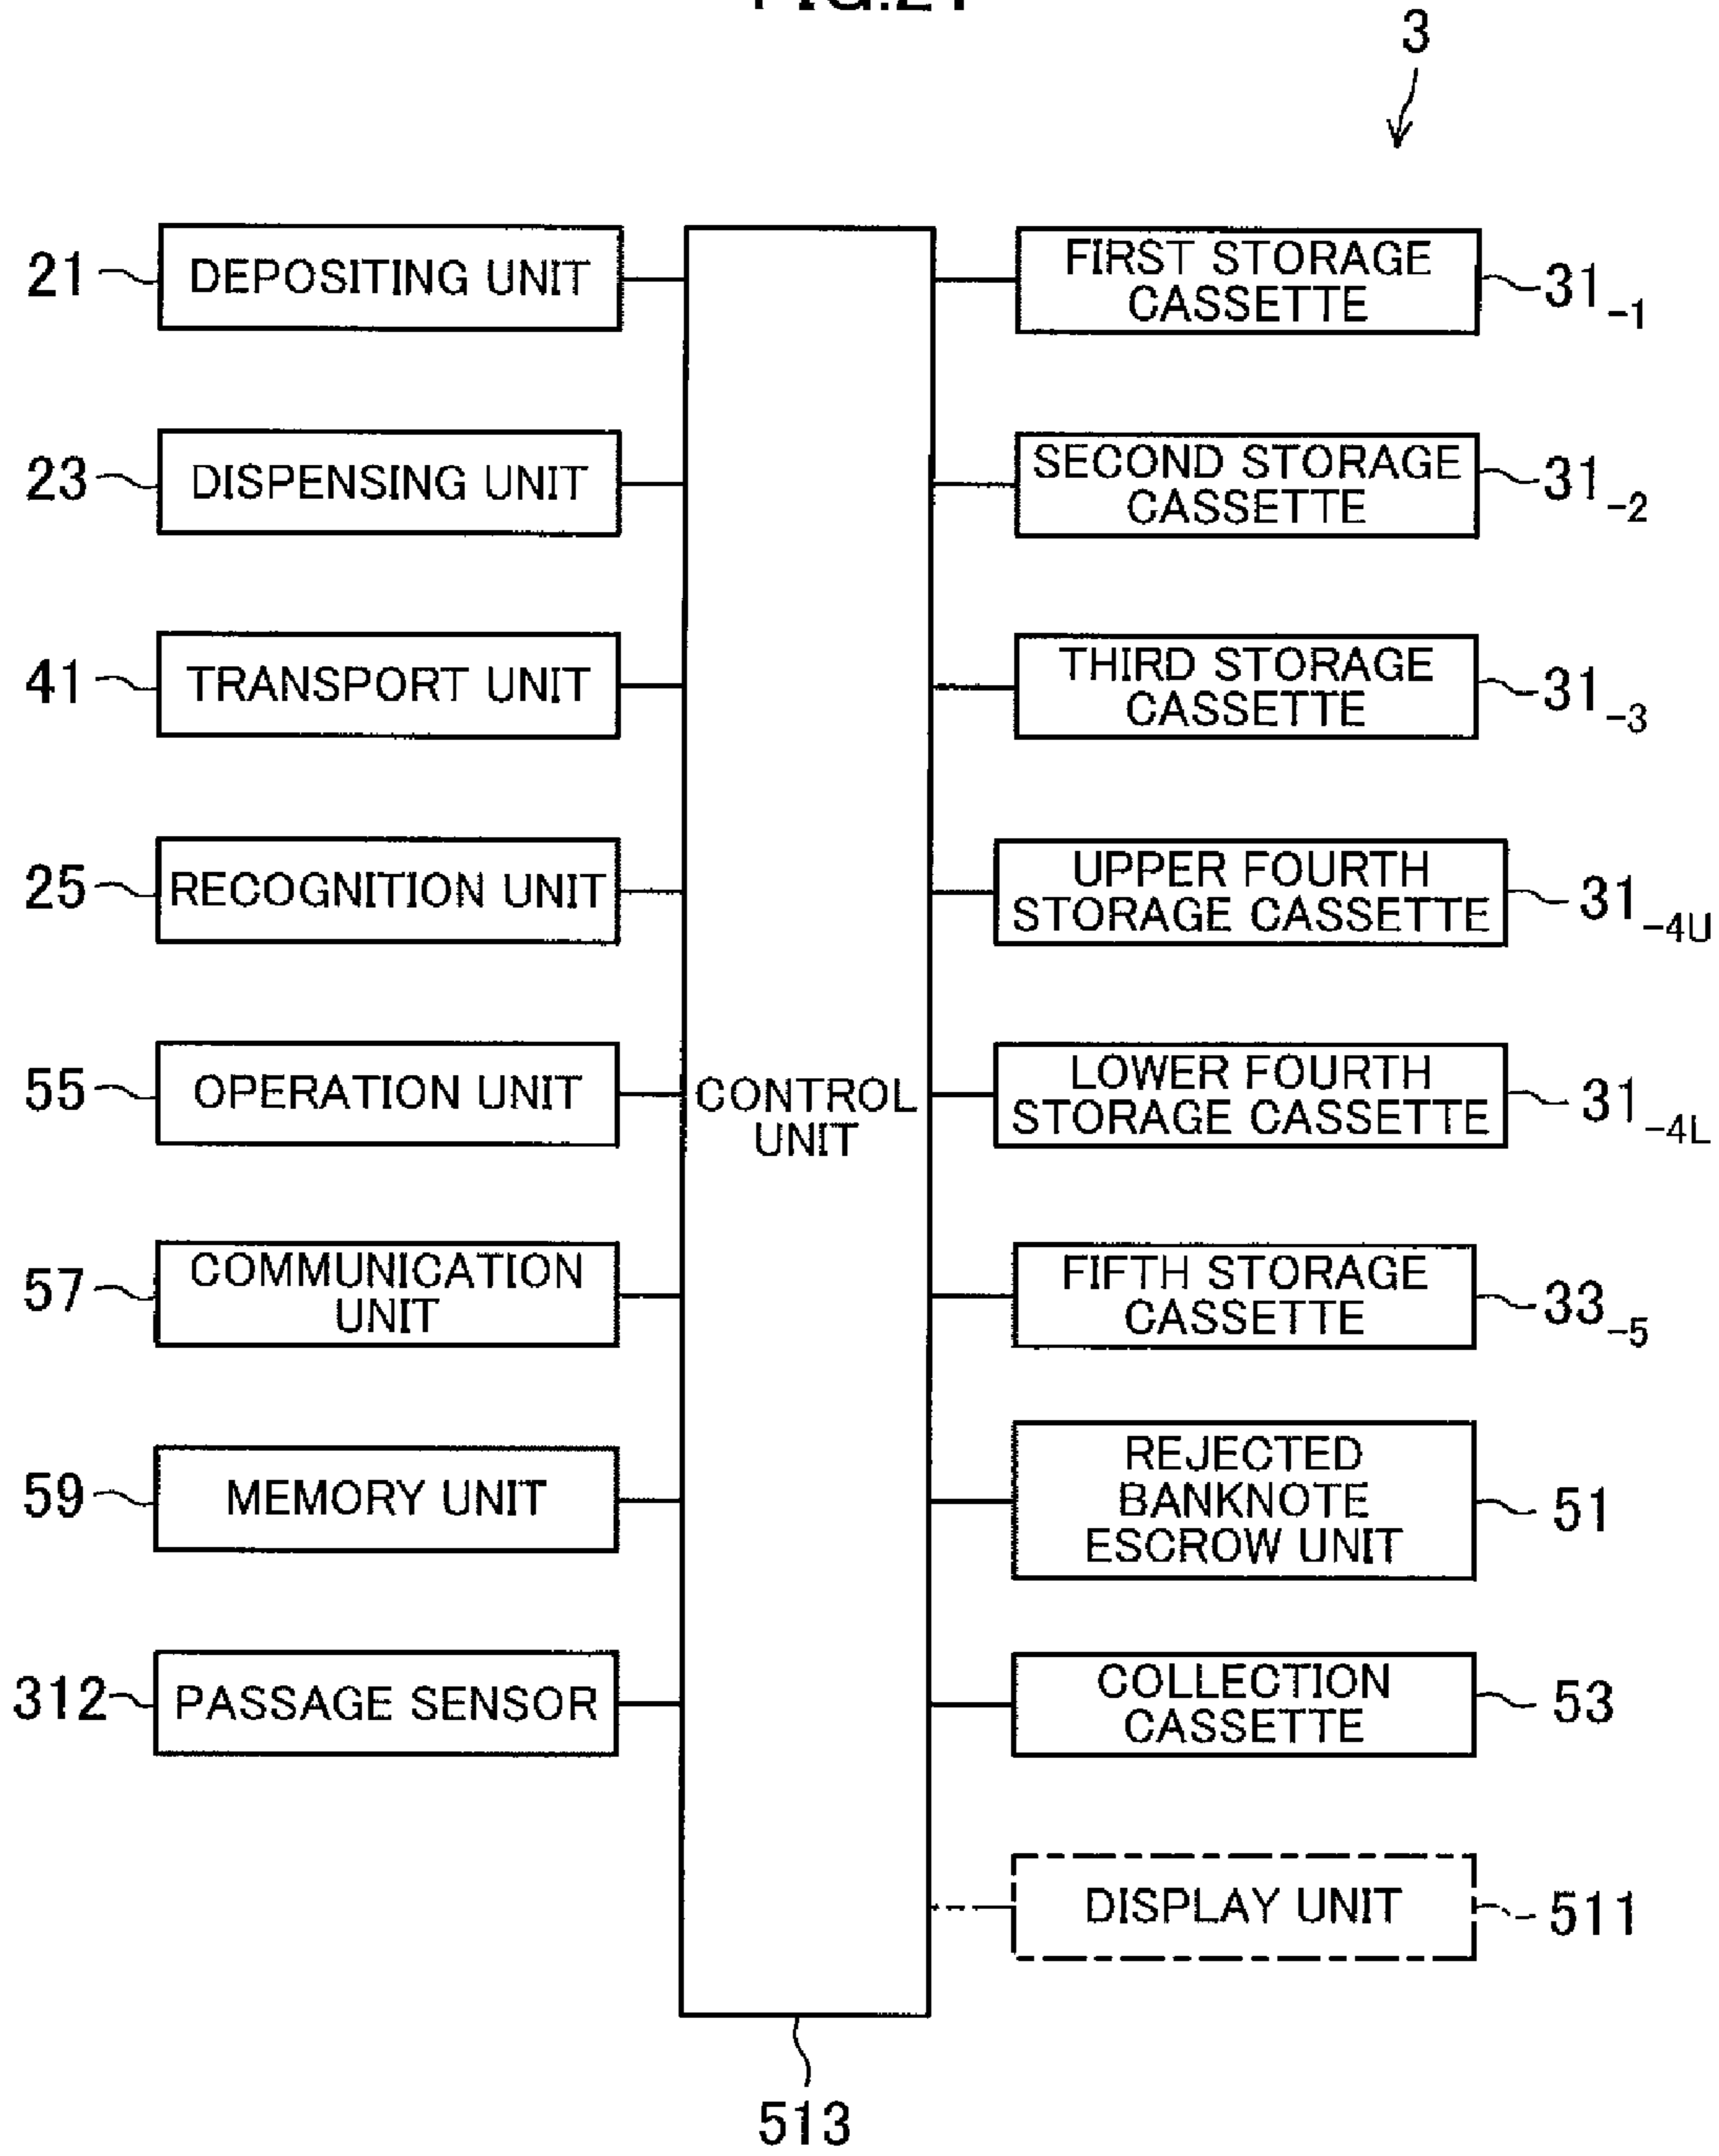 3
21
DEPOSITING UNIT
23
DISPENSING UNIT
41
TRANSPORT UNIT
25
RECOGNITION UNIT
55
OPERATION UNIT
57
COMMUNICATION
UNIT
59
MEMORY UNIT
312
PASSAGE SENSOR
CONTROL
UNIT
513
FIRST STORAGE
CASSETTE
31-1
SECOND STORAGE
CASSETTE
31-2
THIRD STORAGE
CASSETTE
31-3
UPPER FOURTH
STORAGE CASSETTE
31-4U
LOWER FOURTH
STORAGE CASSETTE
31-4L
FIFTH STORAGE
CASSETTE
33-5
REJECTED
BANKNOTE
ESCROW UNIT
51
COLLECTION
CASSETTE
53
DISPLAY UNIT
511